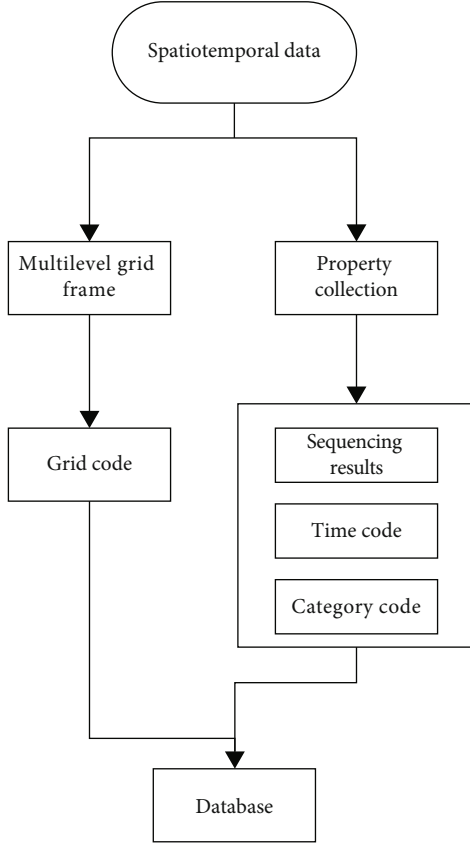 Spatiotemporal data
Multilevel grid
frame
Property
collection
Grid code
Sequencing
results
Time code
Category code
Database